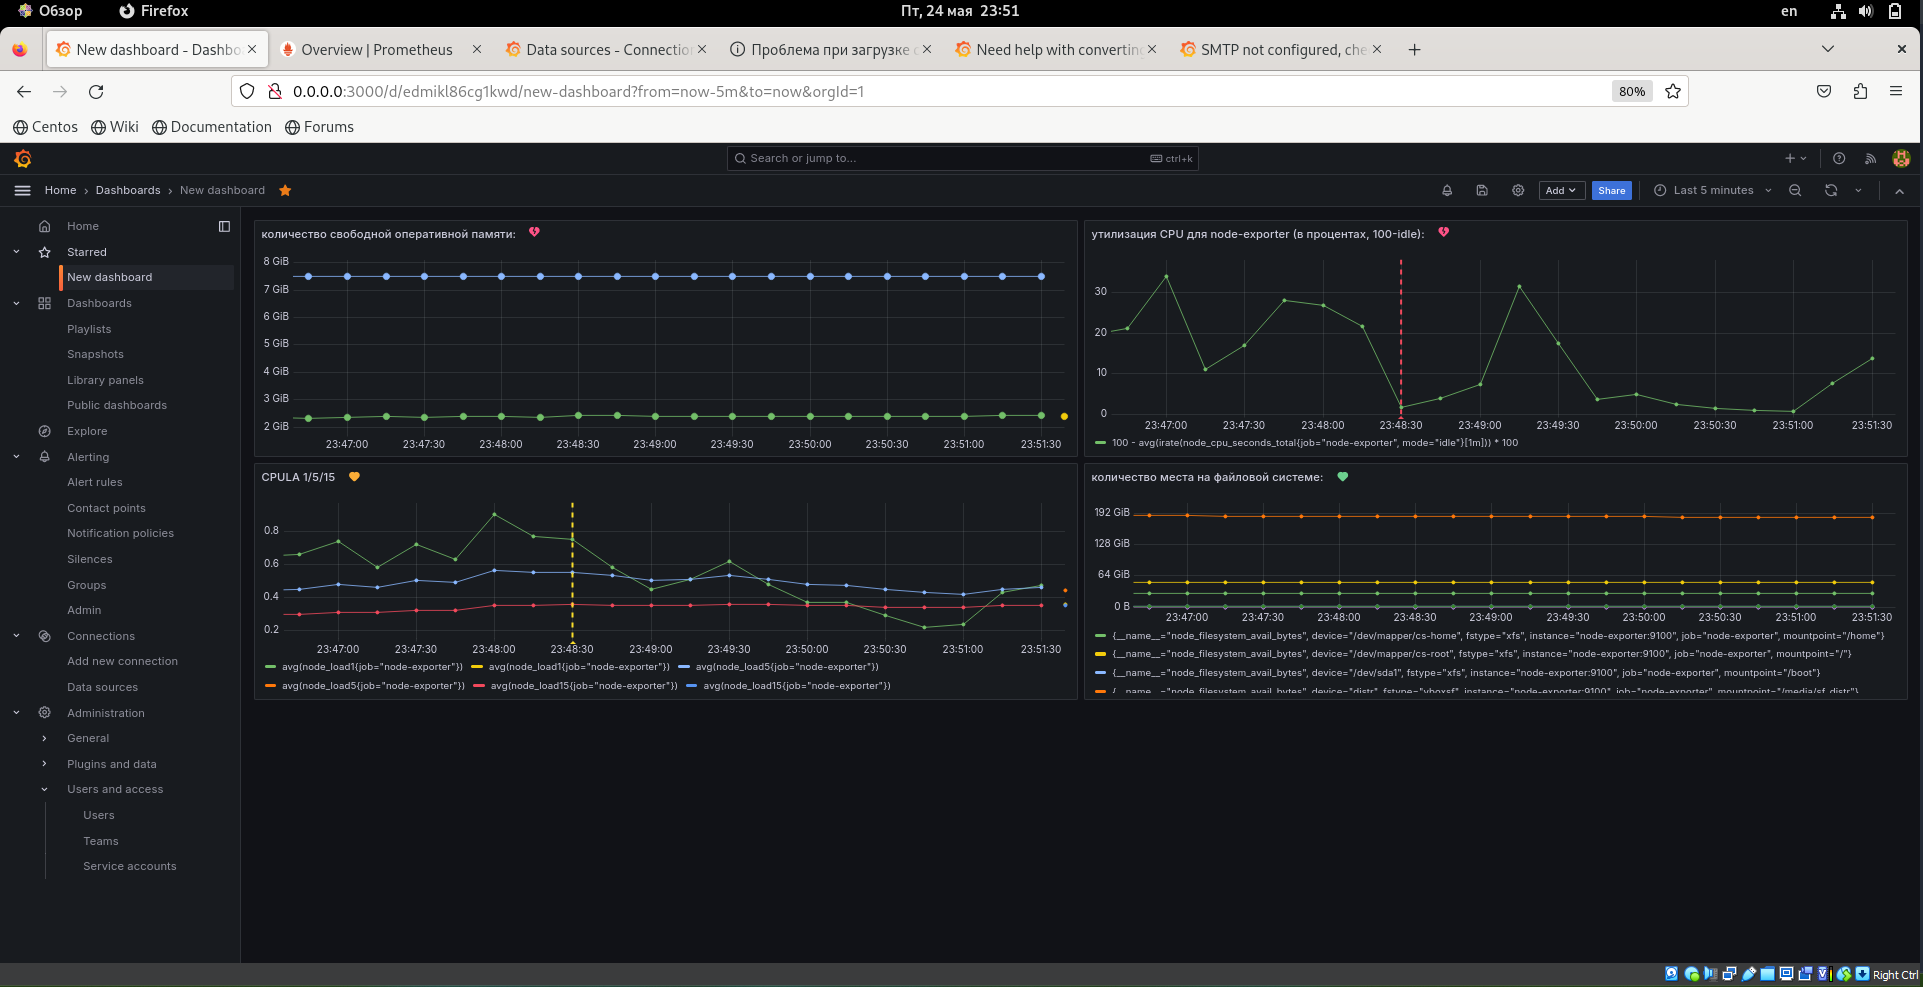 Обзор Firefox Пт, 24 мая 23:51 en
New dashboard - Dashbo Overview | Prometheus Data sources - Connectio Проблема при загрузке Need help with converting SMTP not configured, che
0.0.0.0:3000/d/edmikl86cg1kwd/new-dashboard?from=now-5m&to=now&orgId=1 80%
Centos Wiki Documentation Forums
Search or jump to... ctrl+k
Home › Dashboards › New dashboard Add Share Last 5 minutes
Home
Starred
New dashboard
Dashboards
Playlists
Snapshots
Library panels
Public dashboards
Explore
Alerting
Alert rules
Contact points
Notification policies
Silences
Groups
Admin
Connections
Add new connection
Data sources
Administration
General
Plugins and data
Users and access
Users
Teams
Service accounts
количество свободной оперативной памяти:
8 GiB
7 GiB
6 GiB
5 GiB
4 GiB
3 GiB
2 GiB
23:47:00 23:47:30 23:48:00 23:48:30 23:49:00 23:49:30 23:50:00 23:50:30 23:51:00 23:51:30
утилизация CPU для node-exporter (в процентах, 100-idle):
30
20
10
0
23:47:00 23:47:30 23:48:00 23:48:30 23:49:00 23:49:30 23:50:00 23:50:30 23:51:00 23:51:30
100 - avg(irate(node_cpu_seconds_total{job="node-exporter", mode="idle"}[1m])) * 100
CPULA 1/5/15
0.8
0.6
0.4
0.2
23:47:00 23:47:30 23:48:00 23:48:30 23:49:00 23:49:30 23:50:00 23:50:30 23:51:00 23:51:30
avg(node_load1{job="node-exporter"}) avg(node_load1{job="node-exporter"}) avg(node_load5{job="node-exporter"})
avg(node_load5{job="node-exporter"}) avg(node_load15{job="node-exporter"}) avg(node_load15{job="node-exporter"})
количество места на файловой системе:
192 GiB
128 GiB
64 GiB
0 B
23:47:00 23:47:30 23:48:00 23:48:30 23:49:00 23:49:30 23:50:00 23:50:30 23:51:00 23:51:30
{__name__="node_filesystem_avail_bytes", device="/dev/mapper/cs-home", fstype="xfs", instance="node-exporter:9100", job="node-exporter", mountpoint="/home"}
{__name__="node_filesystem_avail_bytes", device="/dev/mapper/cs-root", fstype="xfs", instance="node-exporter:9100", job="node-exporter", mountpoint="/"}
{__name__="node_filesystem_avail_bytes", device="/dev/sda1", fstype="xfs", instance="node-exporter:9100", job="node-exporter", mountpoint="/boot"}
{__name__="node_filesystem_avail_bytes", device="distr", fstype="vboxsf", instance="node-exporter:9100", job="node-exporter", mountpoint="/media/sf_distr"}
Right Ctrl